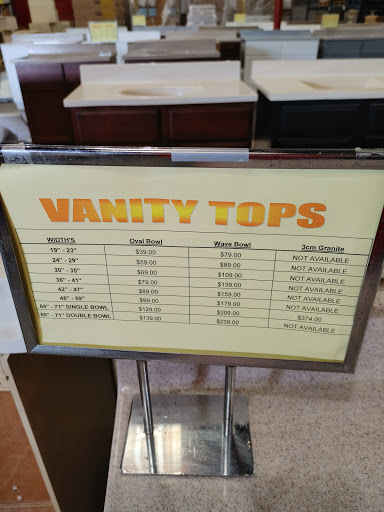 VANITY TOPS
WIDTH'S Oval Bowl Wave Bowl 3cm Granite
19" - 23" $39.00 $79.00 NOT AVAILABLE
24" - 29" $59.00 $89.00 NOT AVAILABLE
30" - 35" $69.00 $109.00 NOT AVAILABLE
36" - 41" $79.00 $139.00 NOT AVAILABLE
42" - 47" $89.00 $159.00 NOT AVAILABLE
48" - 59" $99.00 $179.00 NOT AVAILABLE
60" - 71" SINGLE BOWL $129.00 $209.00 $374.00
60" - 71" DOUBLE BOWL $139.00 $239.00 NOT AVAILABLE